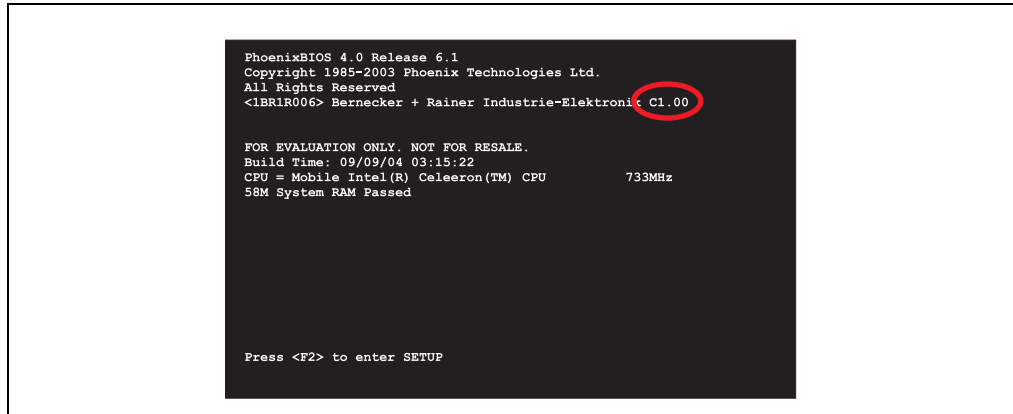 PhoenixBIOS 4.0 Release 6.1
Copyright 1985-2003 Phoenix Technologies Ltd.
All Rights Reserved
<1BR1R006> Bernecker + Rainer Industrie-Elektronik C1.00
FOR EVALUATION ONLY. NOT FOR RESALE.
Build Time: 09/09/04 03:15:22
CPU = Mobile Intel(R) Celeeron(TM) CPU 733MHz
58M System RAM Passed
Press <F2> to enter SETUP